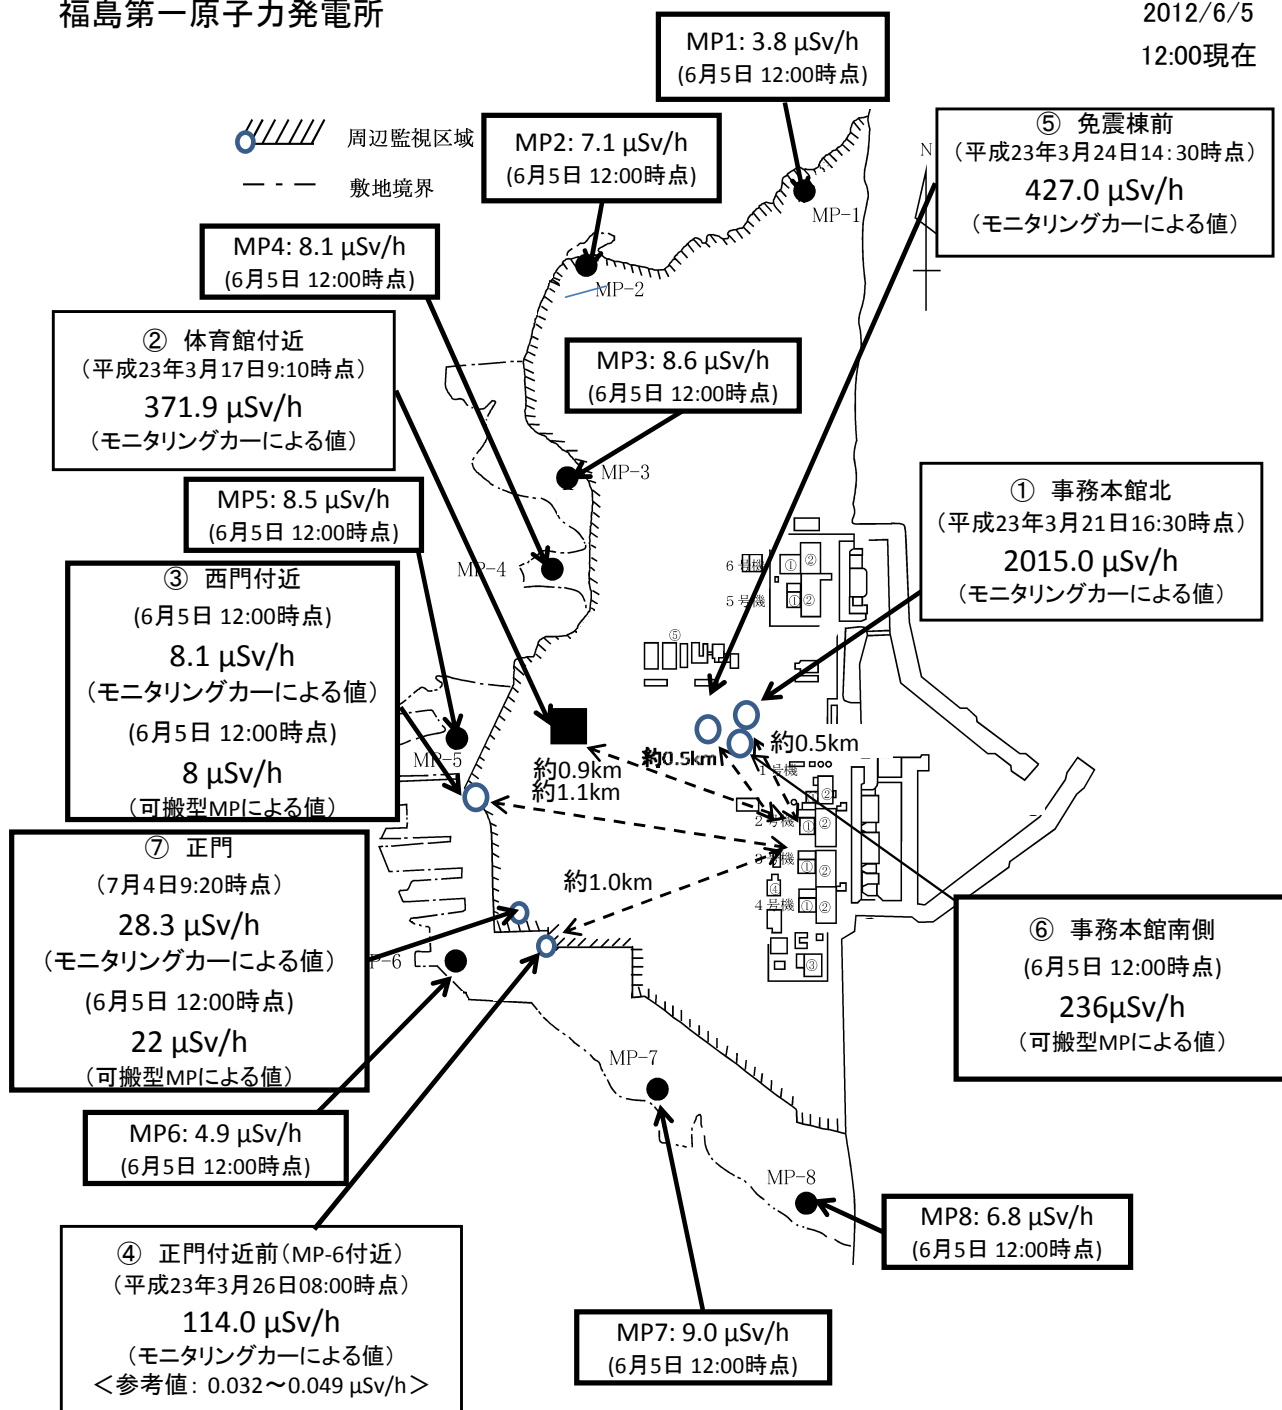 福島第一原子力発電所
2012/6/5
12:00現在
MP1: 3.8 μSv/h
(6月5日 12:00時点)
周辺監視区域
敷地境界
MP2: 7.1 μSv/h
(6月5日 12:00時点)
⑤ 免震棟前
(平成23年3月24日14:30時点)
427.0 μSv/h
(モニタリングカーによる値)
N
MP-1
MP4: 8.1 μSv/h
(6月5日 12:00時点)
MP-2
② 体育館付近
(平成23年3月17日9:10時点)
371.9 μSv/h
(モニタリングカーによる値)
MP3: 8.6 μSv/h
(6月5日 12:00時点)
MP-3
MP5: 8.5 μSv/h
(6月5日 12:00時点)
① 事務本館北
(平成23年3月21日16:30時点)
2015.0 μSv/h
(モニタリングカーによる値)
MP-4
6号機
① ②
5号機
① ②
③ 西門付近
(6月5日 12:00時点)
8.1 μSv/h
(モニタリングカーによる値)
(6月5日 12:00時点)
8 μSv/h
(可搬型MPによる値)
⑤
MP-5
約0.9km
約1.1km
約0.5km
約0.5km
1号機
②
2号機
① ②
3号機
① ②
④
4号機
① ②
③
約1.0km
⑦ 正門
(7月4日9:20時点)
28.3 μSv/h
(モニタリングカーによる値)
(6月5日 12:00時点)
22 μSv/h
(可搬型MPによる値)
P-6
⑥ 事務本館南側
(6月5日 12:00時点)
236μSv/h
(可搬型MPによる値)
MP-7
MP6: 4.9 μSv/h
(6月5日 12:00時点)
MP-8
MP8: 6.8 μSv/h
(6月5日 12:00時点)
④ 正門付近前(MP-6付近)
(平成23年3月26日08:00時点)
114.0 μSv/h
(モニタリングカーによる値)
＜参考値: 0.032～0.049 μSv/h＞
MP7: 9.0 μSv/h
(6月5日 12:00時点)